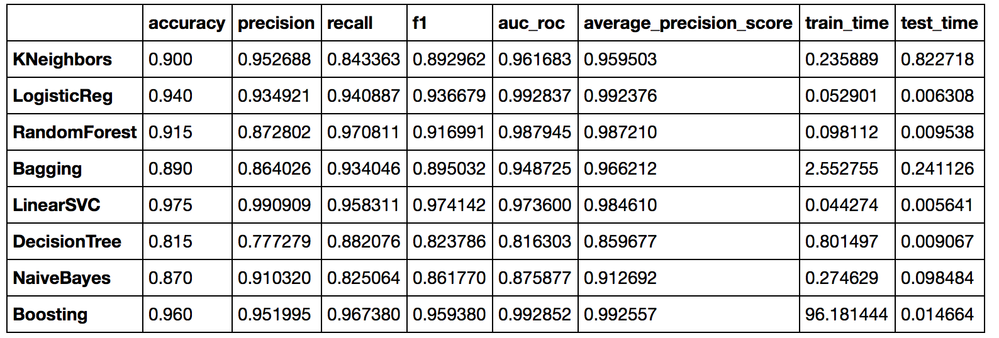 accuracy precision recall f1 auc_roc average_precision_score train_time test_time
KNeighbors 0.900 0.952688 0.843363 0.892962 0.961683 0.959503 0.235889 0.822718
LogisticReg 0.940 0.934921 0.940887 0.936679 0.992837 0.992376 0.052901 0.006308
RandomForest 0.915 0.872802 0.970811 0.916991 0.987945 0.987210 0.098112 0.009538
Bagging 0.890 0.864026 0.934046 0.895032 0.948725 0.966212 2.552755 0.241126
LinearSVC 0.975 0.990909 0.958311 0.974142 0.973600 0.984610 0.044274 0.005641
DecisionTree 0.815 0.777279 0.882076 0.823786 0.816303 0.859677 0.801497 0.009067
NaiveBayes 0.870 0.910320 0.825064 0.861770 0.875877 0.912692 0.274629 0.098484
Boosting 0.960 0.951995 0.967380 0.959380 0.992852 0.992557 96.181444 0.014664